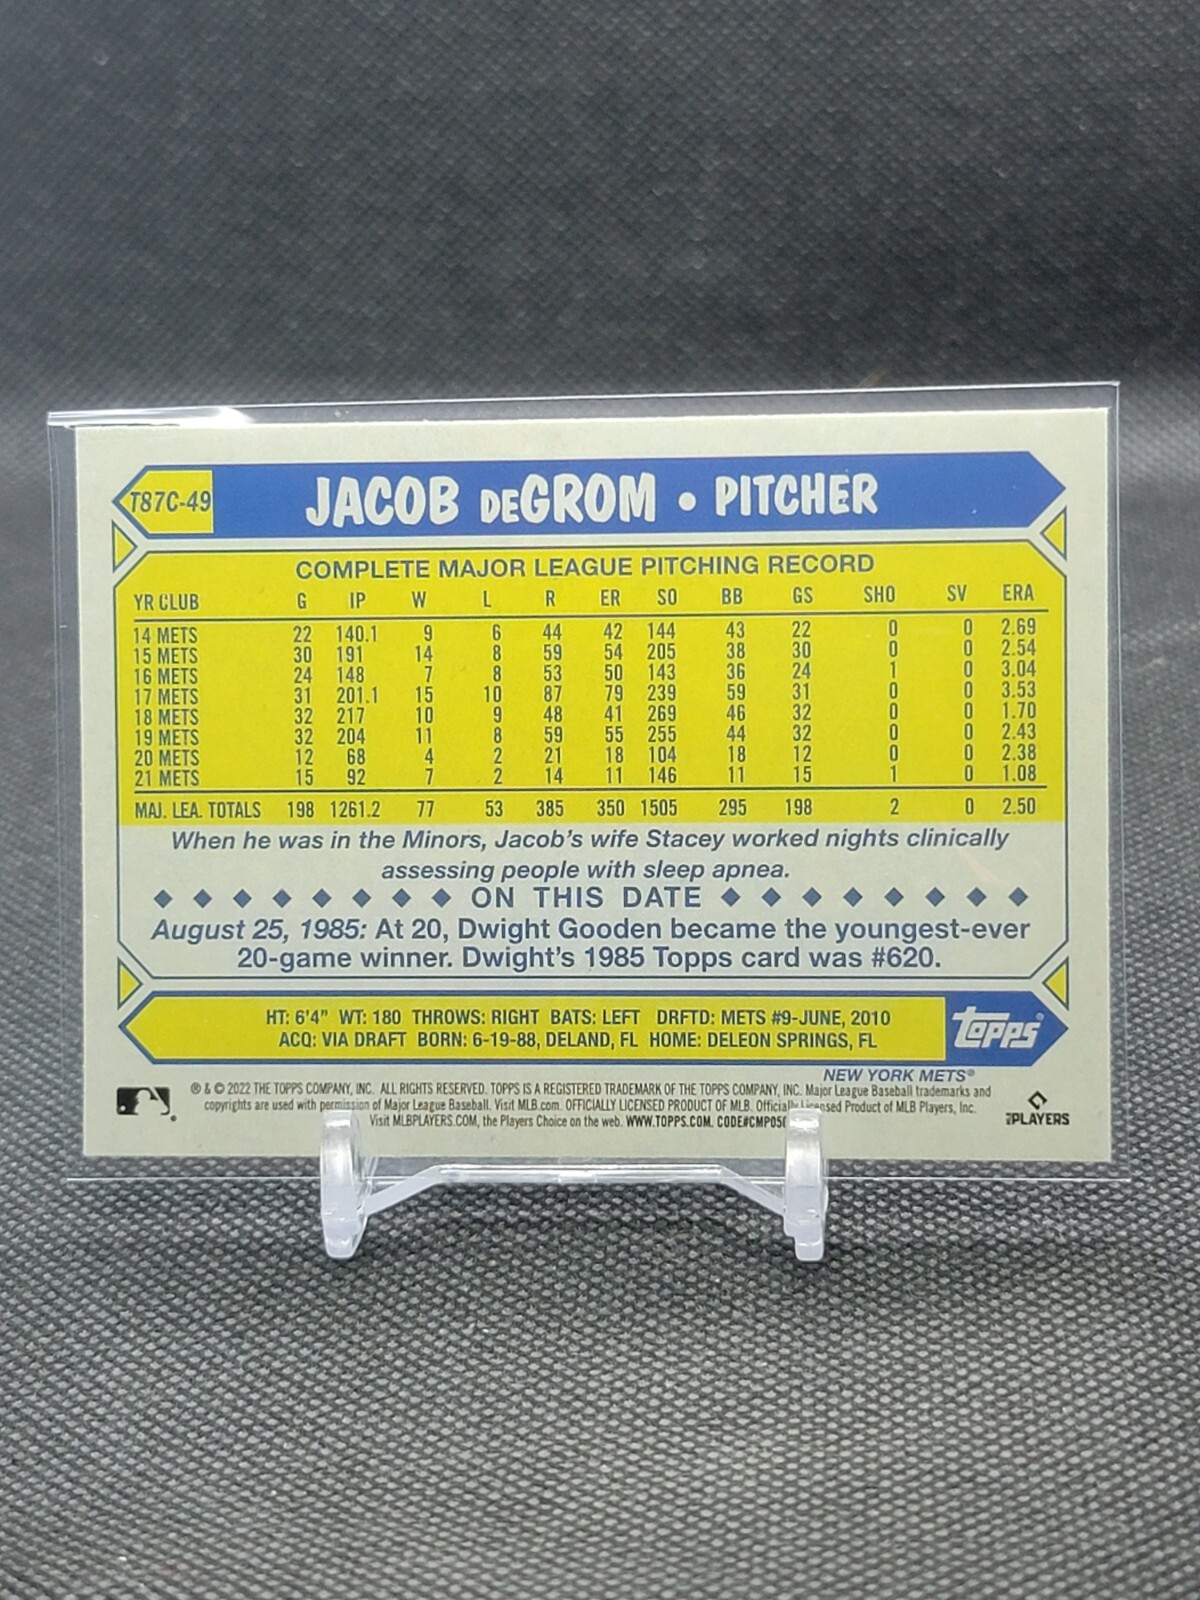 T87C-49
JACOB DEGROM • PITCHER
COMPLETE MAJOR LEAGUE PITCHING RECORD
YR CLUB G IP W L R ER SO BB GS SHO SV ERA
14 METS 22 140.1 9 6 44 42 144 43 22 0 0 2.69
15 METS 30 191 14 8 59 54 205 38 30 0 0 2.54
16 METS 24 148 7 8 53 50 143 36 24 1 0 3.04
17 METS 31 201.1 15 10 87 79 239 59 31 0 0 3.53
18 METS 32 217 10 9 48 41 269 46 32 0 0 1.70
19 METS 32 204 11 8 59 55 255 44 32 0 0 2.43
20 METS 12 68 4 2 21 18 104 18 12 0 0 2.38
21 METS 15 92 7 2 14 11 146 11 15 1 0 1.08
MAJ. LEA. TOTALS 198 1261.2 77 53 385 350 1505 295 198 2 0 2.50
When he was in the Minors, Jacob's wife Stacey worked nights clinically
assessing people with sleep apnea.
ON THIS DATE
August 25, 1985: At 20, Dwight Gooden became the youngest-ever
20-game winner. Dwight's 1985 Topps card was #620.
HT: 6'4" WT: 180 THROWS: RIGHT BATS: LEFT DRFTD: METS #9-JUNE, 2010
ACQ: VIA DRAFT BORN: 6-19-88, DELAND, FL HOME: DELEON SPRINGS, FL
Topps
NEW YORK METS®
® & © 2022 THE TOPPS COMPANY, INC. ALL RIGHTS RESERVED. TOPPS IS A REGISTERED TRADEMARK OF THE TOPPS COMPANY, INC. Major League Baseball trademarks and
copyrights are used with permission of Major League Baseball. Visit MLB.com. OFFICIALLY LICENSED PRODUCT OF MLB. Officially Licensed Product of MLB Players, Inc.
Visit MLBPLAYERS.COM, the Players Choice on the web. WWW.TOPPS.COM. CODE#CMP05
MLB PLAYERS